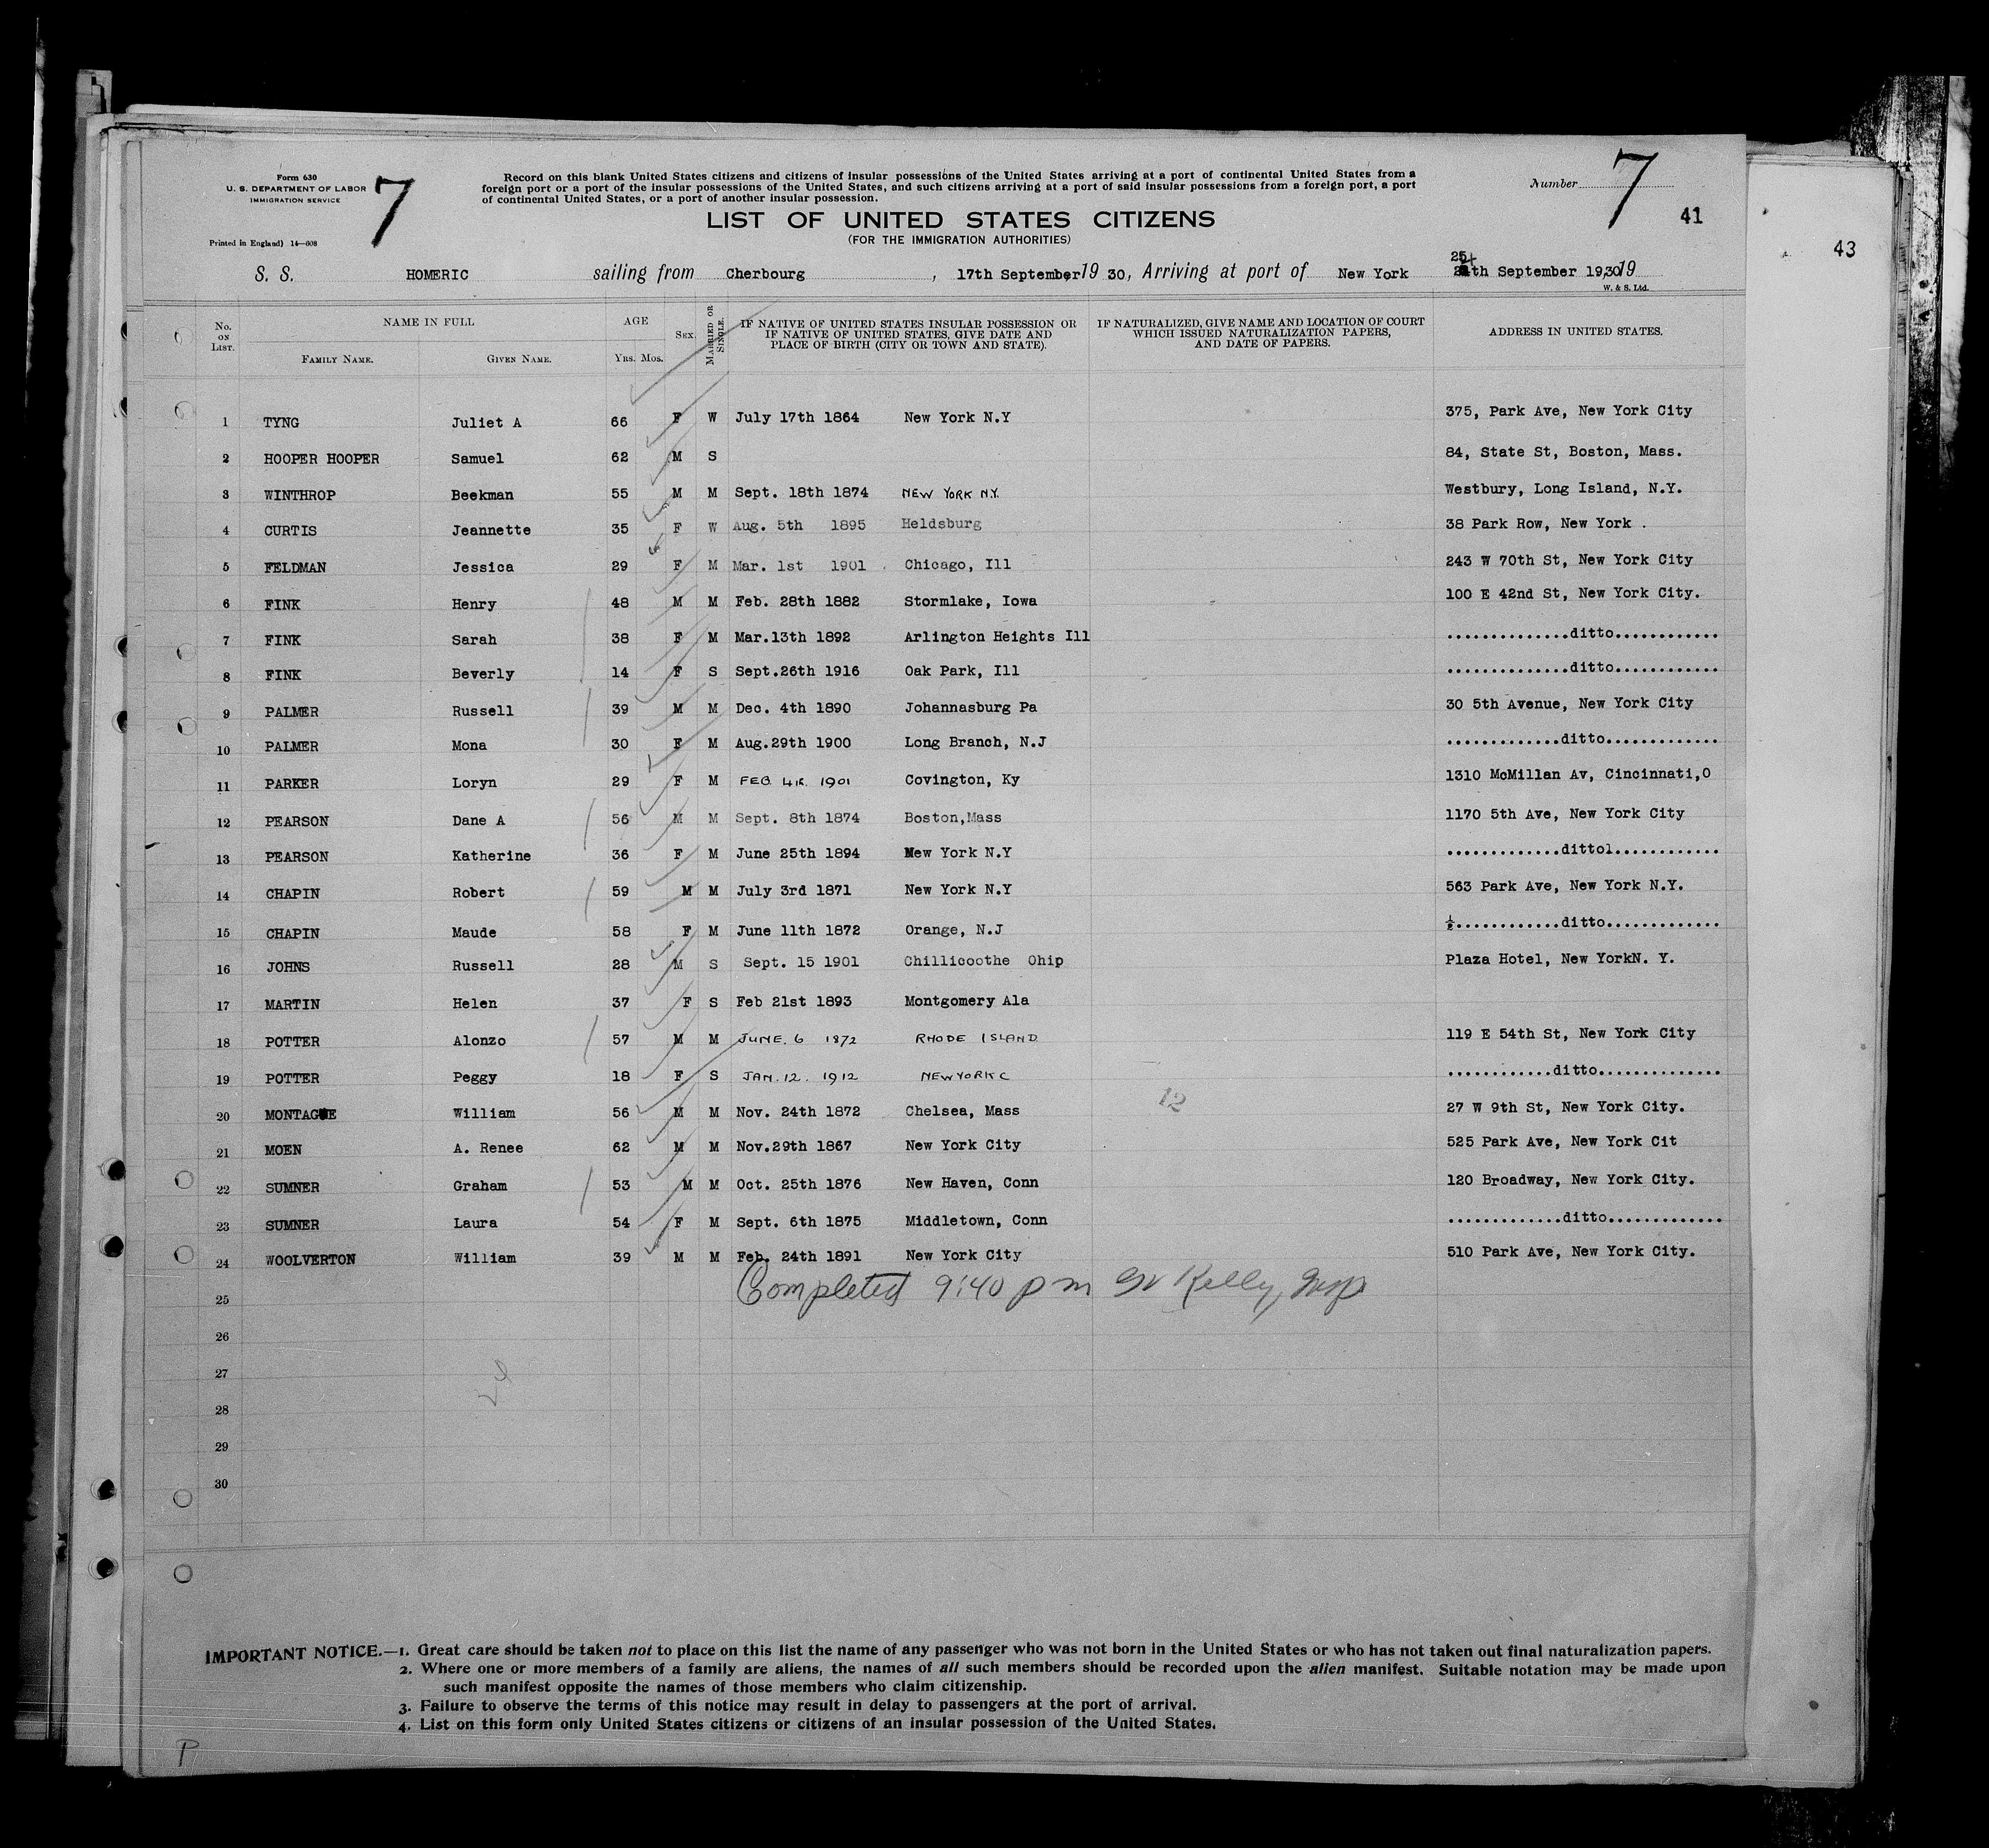 Form 630
U. S. DEPARTMENT OF LABOR
IMMIGRATION SERVICE
7
Printed in England) 14—608
Record on this blank United States citizens and citizens of insular possessions of the United States arriving at a port of continental United States from a
foreign port or a port of the insular possessions of the United States, and such citizens arriving at a port of said insular possessions from a foreign port, a port
of continental United States, or a port of another insular possession.
Number 7
41
43
LIST OF UNITED STATES CITIZENS
(FOR THE IMMIGRATION AUTHORITIES)
S. S. HOMERIC sailing from Cherbourg, 17th September, 19 30, Arriving at port of New York 25th September 19,30 19
W. & S. Ltd.
No. ON LIST. NAME IN FULL FAMILY NAME. GIVEN NAME. AGE YRS. MOS. SEX. MARRIED OR SINGLE. IF NATIVE OF UNITED STATES INSULAR POSSESSION OR IF NATIVE OF UNITED STATES, GIVE DATE AND PLACE OF BIRTH (CITY OR TOWN AND STATE). IF NATURALIZED, GIVE NAME AND LOCATION OF COURT WHICH ISSUED NATURALIZATION PAPERS, AND DATE OF PAPERS. ADDRESS IN UNITED STATES.
1 TYNG Juliet A 66 F W July 17th 1864 New York N.Y 375, Park Ave, New York City
2 HOOPER HOOPER Samuel 62 M S 84, State St, Boston, Mass.
3 WINTHROP Beekman 55 M M Sept. 18th 1874 NEW YORK N.Y. Westbury, Long Island, N.Y.
4 CURTIS Jeannette 35 F W Aug. 5th 1895 Heldsburg 38 Park Row, New York .
5 FELDMAN Jessica 29 F M Mar. 1st 1901 Chicago, Ill 243 W 70th St, New York City
6 FINK Henry 48 M M Feb. 28th 1882 Stormlake, Iowa 100 E 42nd St, New York City.
7 FINK Sarah 38 F M Mar.13th 1892 Arlington Heights Ill ..............ditto............
8 FINK Beverly 14 F S Sept.26th 1916 Oak Park, Ill ..............ditto............
9 PALMER Russell 39 M M Dec. 4th 1890 Johannasburg Pa 30 5th Avenue, New York City
10 PALMER Mona 30 F M Aug.29th 1900 Long Branch, N.J .............ditto.............
11 PARKER Loryn 29 F M FEB 1901 Covington, Ky 1310 McMillan Av, Cincinnati,O
12 PEARSON Dane A 56 M M Sept. 8th 1874 Boston,Mass 1170 5th Ave, New York City
13 PEARSON Katherine 36 F M June 25th 1894 New York N.Y .............dittol............
14 CHAPIN Robert 59 M M July 3rd 1871 New York N.Y 563 Park Ave, New York N.Y.
15 CHAPIN Maude 58 F M June 11th 1872 Orange, N.J ½............ditto.............
16 JOHNS Russell 28 M S Sept. 15 1901 Chillicoothe Ohip Plaza Hotel, New YorkN. Y.
17 MARTIN Helen 37 F S Feb 21st 1893 Montgomery Ala
18 POTTER Alonzo 57 M M JUNE. 6 1872 RHODE ISLAND 119 E 54th St, New York City
19 POTTER Peggy 18 F S JAN. 12. 1912 NEW YORK C ............ditto..............
20 MONTAGUE William 56 M M Nov. 24th 1872 Chelsea, Mass 12 27 W 9th St, New York City.
21 MOEN A. Renee 62 M M Nov.29th 1867 New York City 525 Park Ave, New York Cit
22 SUMNER Graham 53 M M Oct. 25th 1876 New Haven, Conn 120 Broadway, New York City.
23 SUMNER Laura 54 F M Sept. 6th 1875 Middletown, Conn .............ditto.............
24 WOOLVERTON William 39 M M Feb. 24th 1891 New York City 510 Park Ave, New York City.
25 Completed 9:40 p m Kelly, Insp
26
27
28
29
30
IMPORTANT NOTICE.—1. Great care should be taken not to place on this list the name of any passenger who was not born in the United States or who has not taken out final naturalization papers.
2. Where one or more members of a family are aliens, the names of all such members should be recorded upon the alien manifest. Suitable notation may be made upon
such manifest opposite the names of those members who claim citizenship.
3. Failure to observe the terms of this notice may result in delay to passengers at the port of arrival.
4. List on this form only United States citizens or citizens of an insular possession of the United States.
P